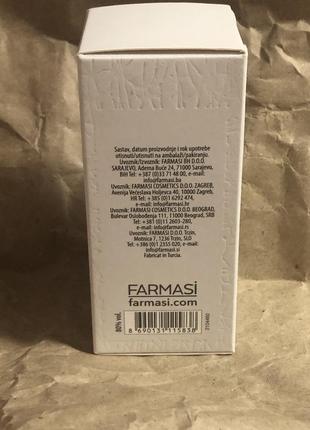 Sastav, datum proizvodnje i rok upotrebe
otisnuti/utisnuti na ambalaži/pakiranju.
Uvoznik/Izvoznik: FARMASI BH D.O.O.
SARAJEVO, Adema Buće 24, 71000 Sarajevo,
BIH Tel: +387 (0)33 71 48 00, e-mail:
info@farmasi.ba
Uvoznik: FARMASI COSMETICS D.O.O. ZAGREB,
Avenija Većeslava Holjevca 40, 10000 Zagreb,
HR Tel: +385 (0)1 6292 474,
e-mail: info@farmasi.hr
Uvoznik: FARMASI COSMETICS D.O.O. BEOGRAD,
Bulevar Oslobođenja 111, 11000 Beograd, SRB
Tel: +381 (0)11 2603-280,
e-mail: info@farmasi.rs
Uvoznik: FARMASI D.O.O. Trzin,
Motnica 7, 1236 Trzin, SLO
Tel: +386 (0)1 2355 020, e-mail:
info@farmasi.si
Fabricat in Turcia.
FARMASİ
farmasi.com
80% vol.
8 690131 115838